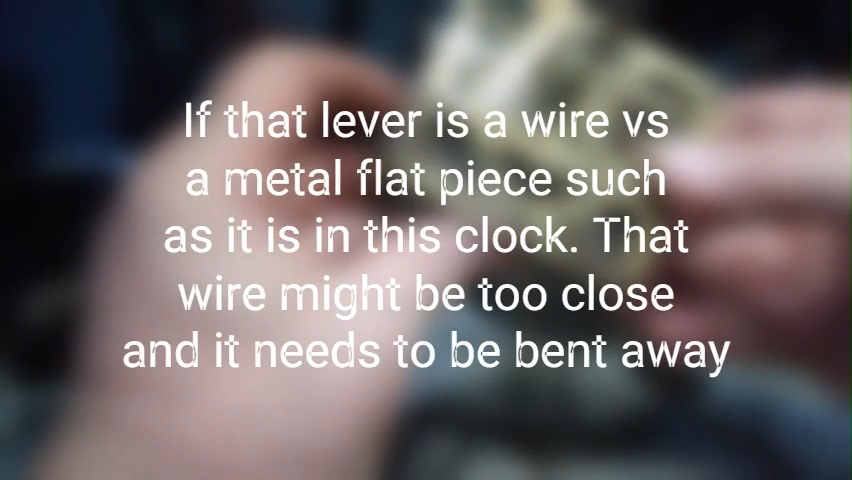 If that lever is a wire vs
a metal flat piece such
as it is in this clock. That
wire might be too close
and it needs to be bent away